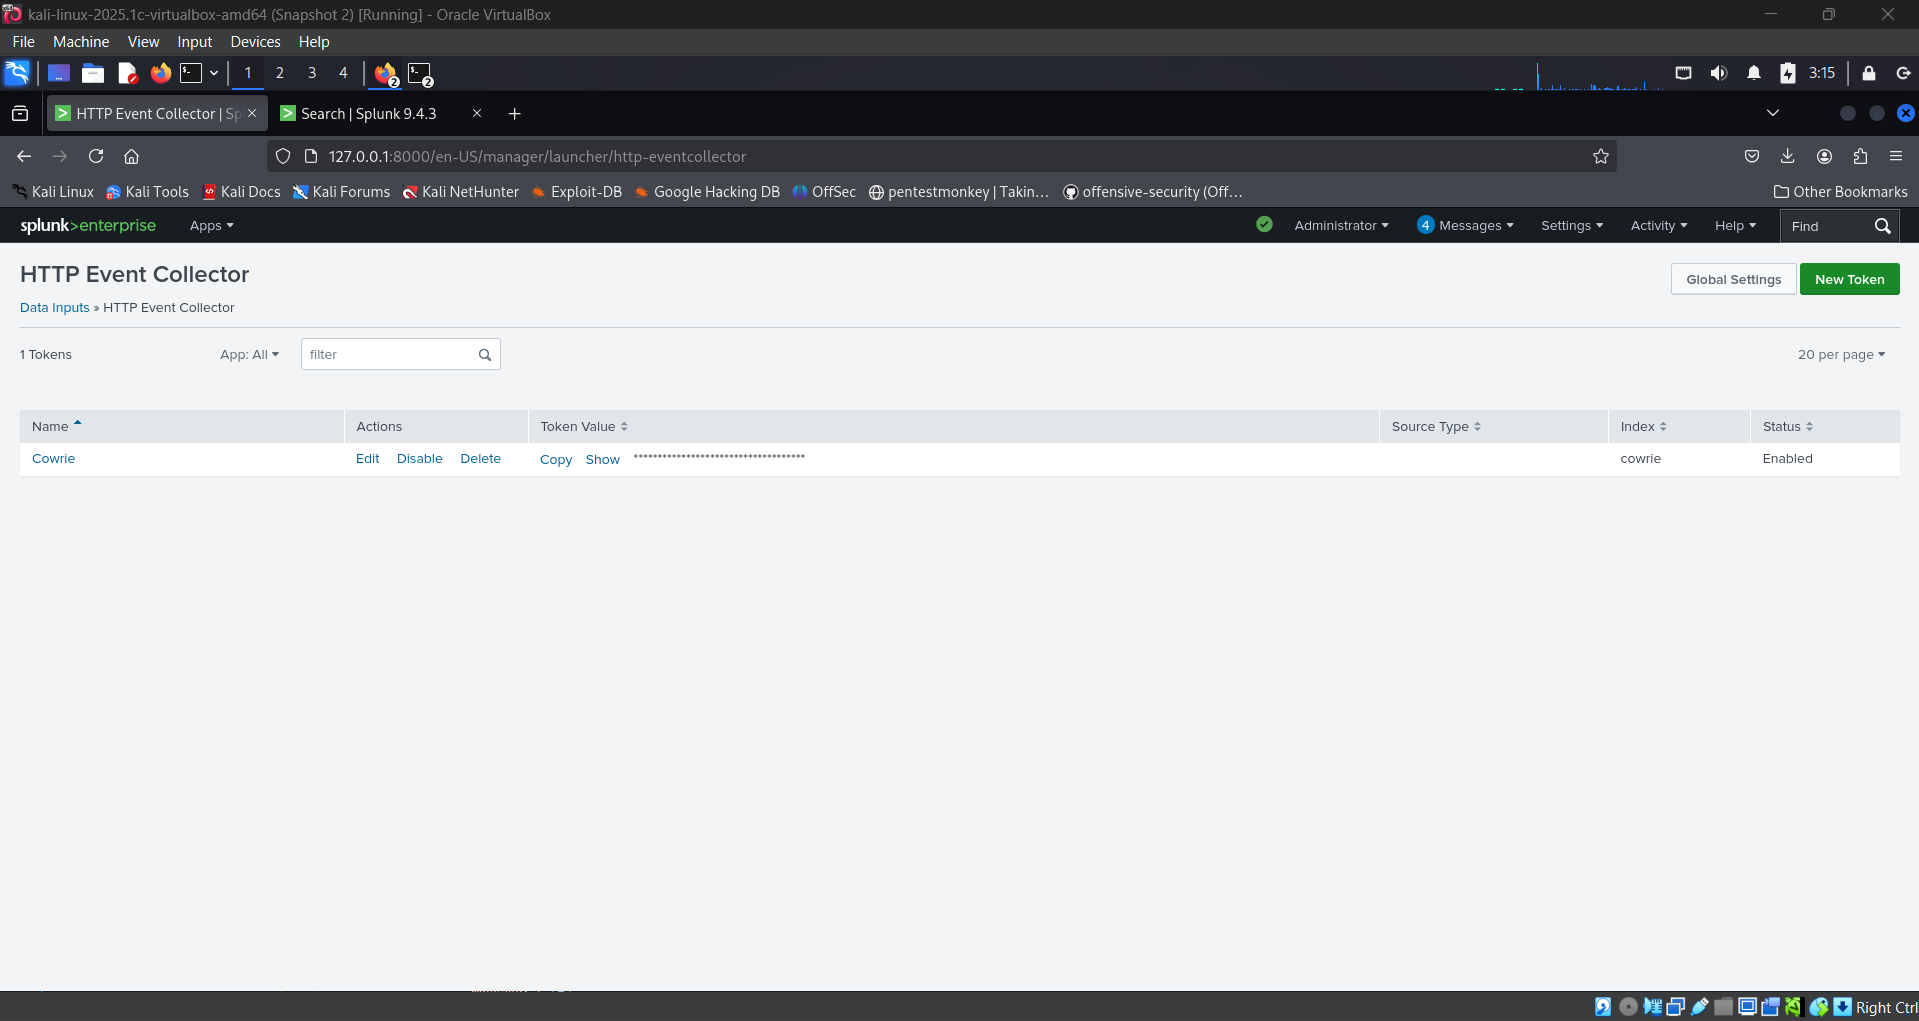 kali-linux-2025.1c-virtualbox-amd64 (Snapshot 2) [Running] - Oracle VirtualBox
File Machine View Input Devices Help
1 2 3 4 2 2 3:15
HTTP Event Collector | Sp Search | Splunk 9.4.3
127.0.0.1:8000/en-US/manager/launcher/http-eventcollector
Kali Linux Kali Tools Kali Docs Kali Forums Kali NetHunter Exploit-DB Google Hacking DB OffSec pentestmonkey | Takin... offensive-security (Off... Other Bookmarks
splunk>enterprise Apps Administrator 4 Messages Settings Activity Help Find
HTTP Event Collector
Global Settings New Token
Data Inputs » HTTP Event Collector
1 Tokens App: All filter 20 per page
Name Actions Token Value Source Type Index Status
Cowrie Edit Disable Delete Copy Show ************************************ cowrie Enabled
Right Ctrl